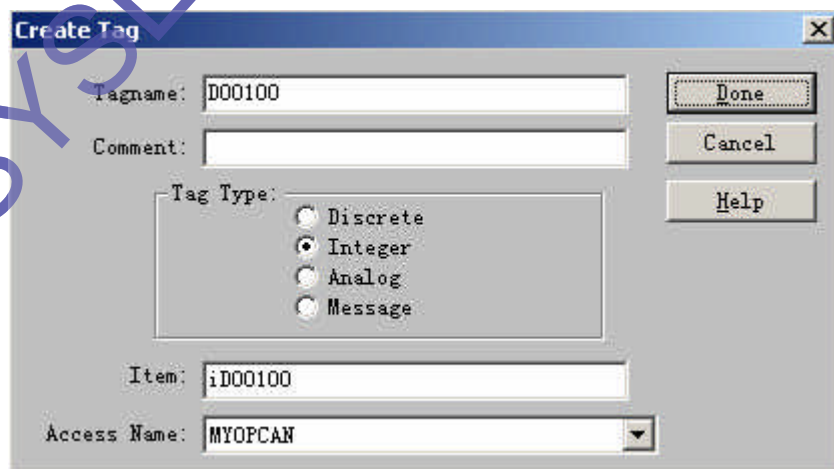 Create Tag
Tagname: D00100
Done
Comment:
Cancel
Tag Type:
Help
Discrete
Integer
Analog
Message
Item: iD00100
Access Name: MYOPCAN